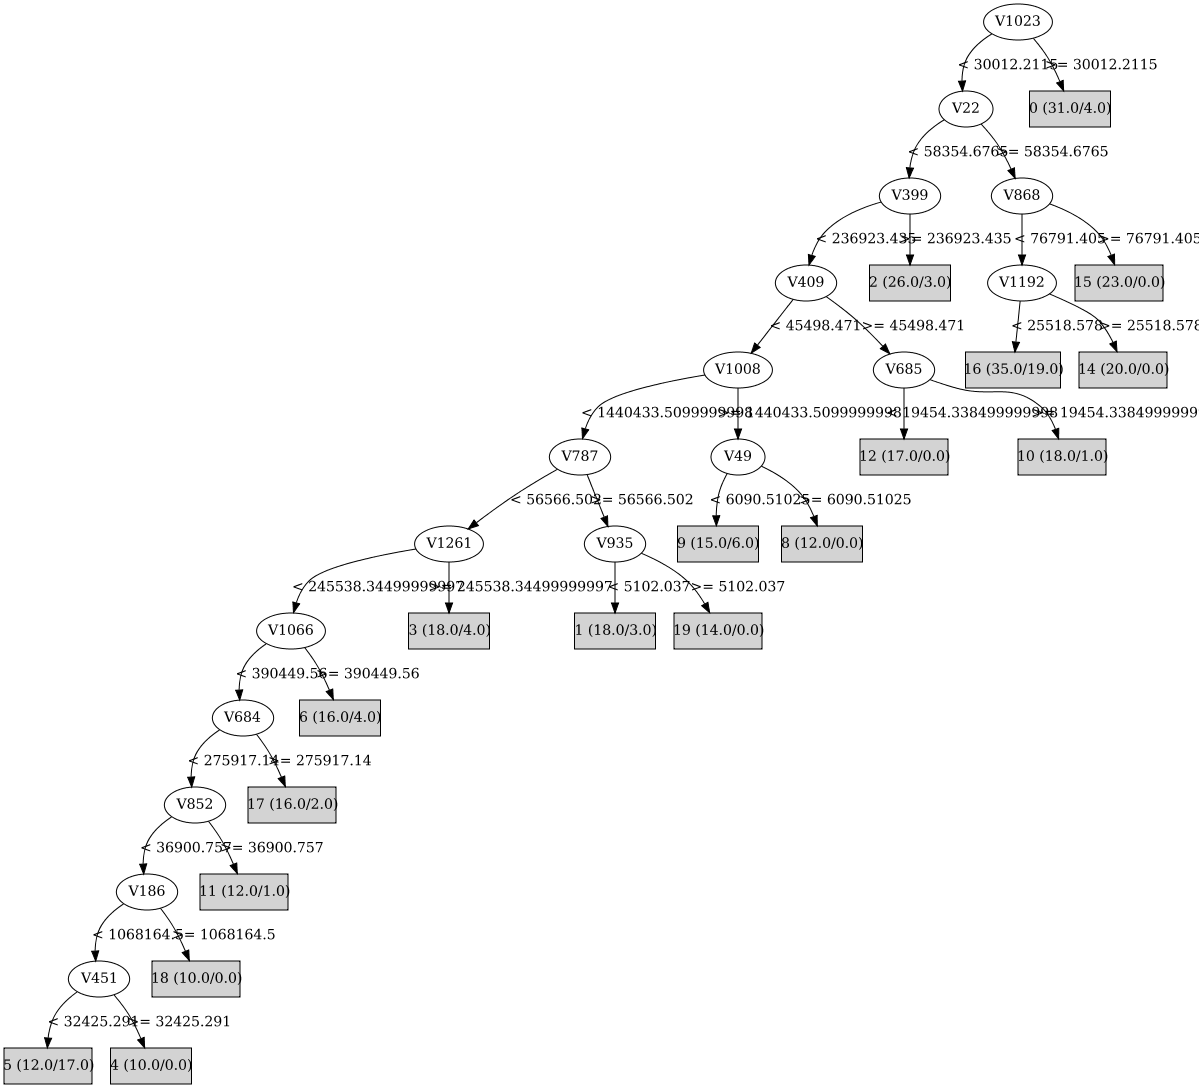 V1023
< 30012.2115 >= 30012.2115
V22 0 (31.0/4.0)
< 58354.6765 >= 58354.6765
V399 V868
< 236923.435 >= 236923.435 < 76791.405 >= 76791.405
V409 2 (26.0/3.0) V1192 15 (23.0/0.0)
< 45498.471 >= 45498.471 < 25518.578 >= 25518.578
V1008 V685 16 (35.0/19.0) 14 (20.0/0.0)
< 1440433.5099999998 >= 1440433.5099999998 < 819454.3384999999 >= 819454.3384999999
V787 V49 12 (17.0/0.0) 10 (18.0/1.0)
< 56566.502 >= 56566.502 < 6090.51025 >= 6090.51025
V1261 V935 9 (15.0/6.0) 8 (12.0/0.0)
< 245538.34499999997 >= 245538.34499999997 < 5102.037 >= 5102.037
V1066 3 (18.0/4.0) 1 (18.0/3.0) 19 (14.0/0.0)
< 390449.56 >= 390449.56
V684 6 (16.0/4.0)
< 275917.14 >= 275917.14
V852 17 (16.0/2.0)
< 36900.757 >= 36900.757
V186 11 (12.0/1.0)
< 1068164.5 >= 1068164.5
V451 18 (10.0/0.0)
< 32425.291 >= 32425.291
5 (12.0/17.0) 4 (10.0/0.0)